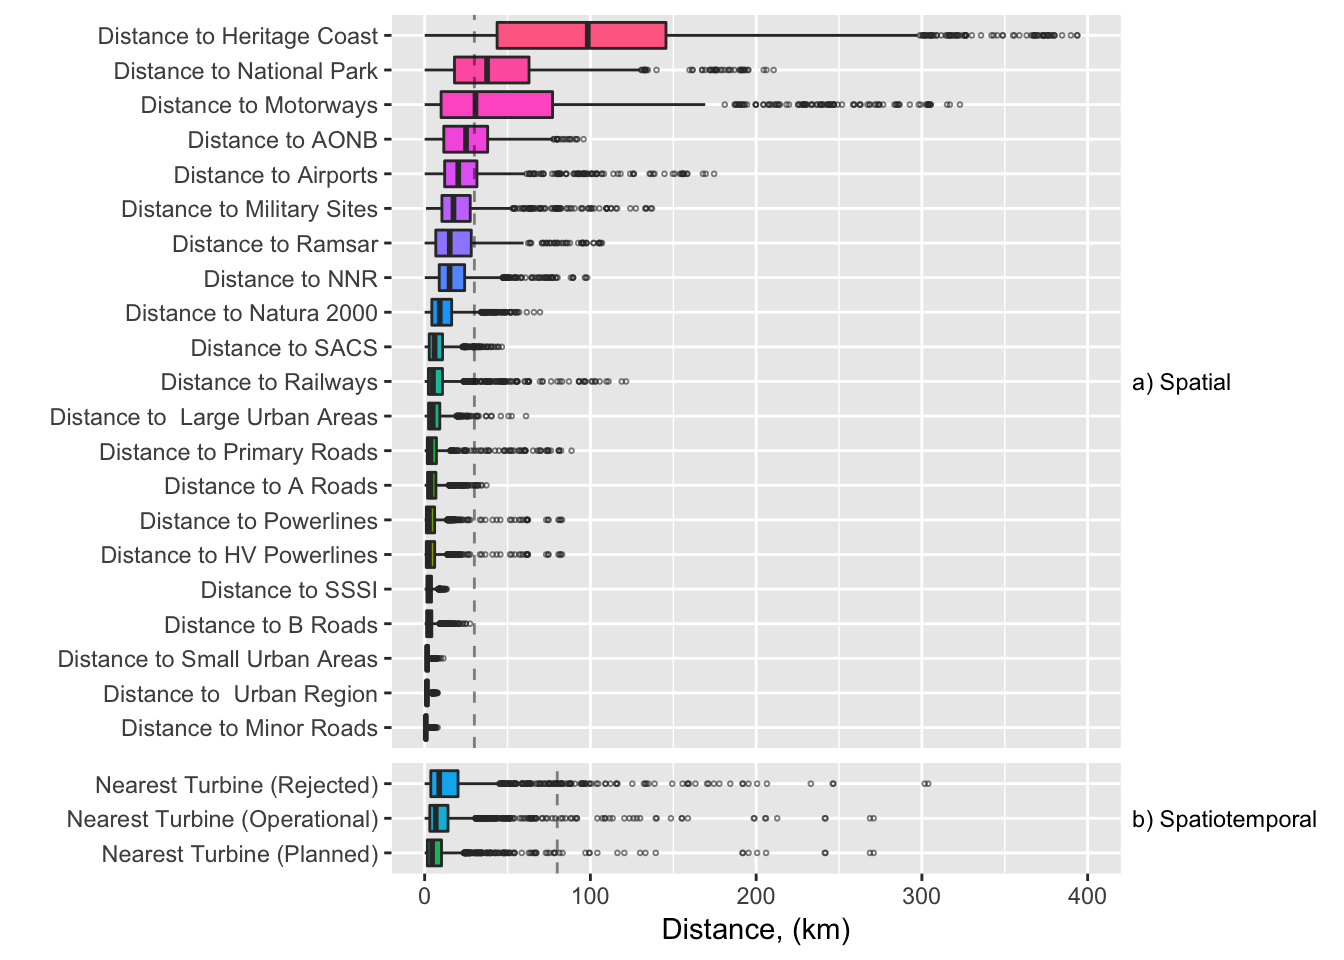 Distance to Heritage Coast
Distance to National Park
Distance to Motorways
Distance to AONB
Distance to Airports
Distance to Military Sites
Distance to Ramsar
Distance to NNR
Distance to Natura 2000
Distance to SACS
Distance to Railways
Distance to  Large Urban Areas
Distance to Primary Roads
Distance to A Roads
Distance to Powerlines
Distance to HV Powerlines
Distance to SSSI
Distance to B Roads
Distance to Small Urban Areas
Distance to  Urban Region
Distance to Minor Roads
a) Spatial
Nearest Turbine (Rejected)
Nearest Turbine (Operational)
Nearest Turbine (Planned)
b) Spatiotemporal
0 100 200 300 400
Distance, (km)